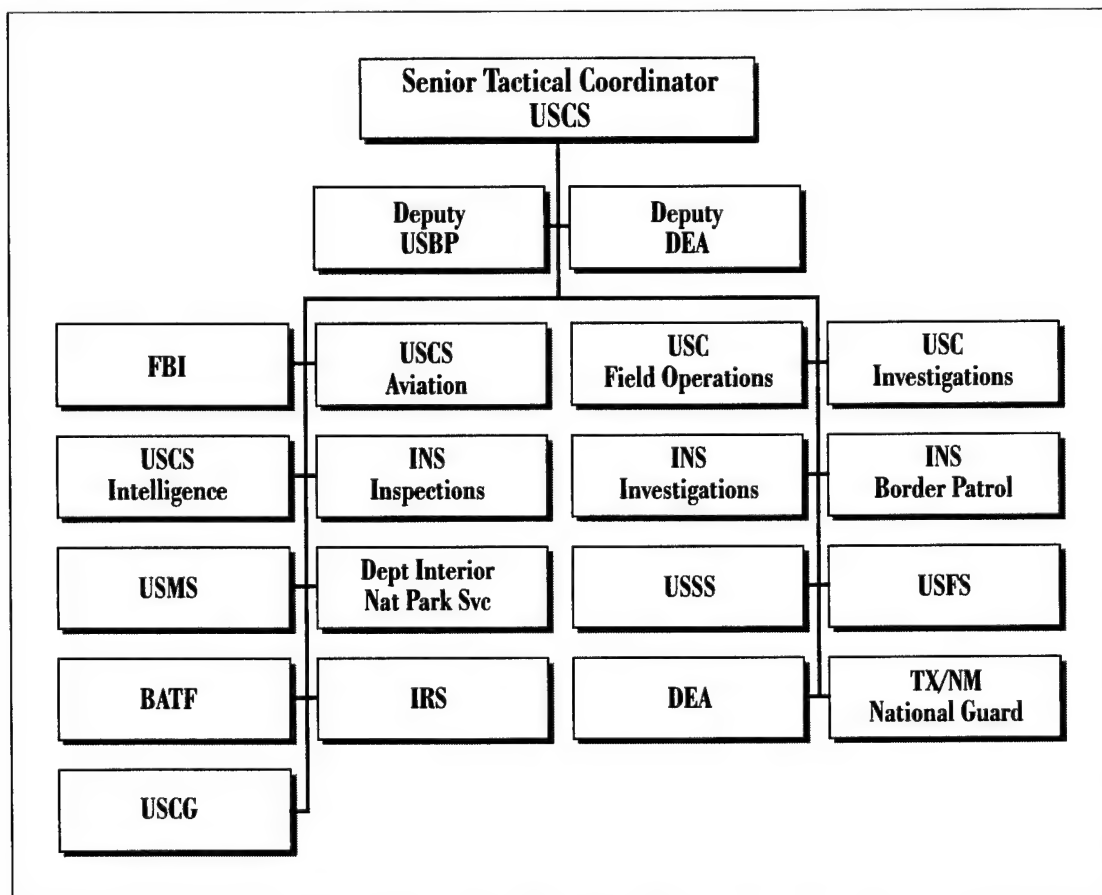 Senior Tactical Coordinator
USCS
Deputy
USBP
Deputy
DEA
FBI
USCS
Aviation
USC
Field Operations
USC
Investigations
USCS
Intelligence
INS
Inspections
INS
Investigations
INS
Border Patrol
USMS
Dept Interior
Nat Park Svc
USSS
USFS
BATF
IRS
DEA
TX/NM
National Guard
USCG